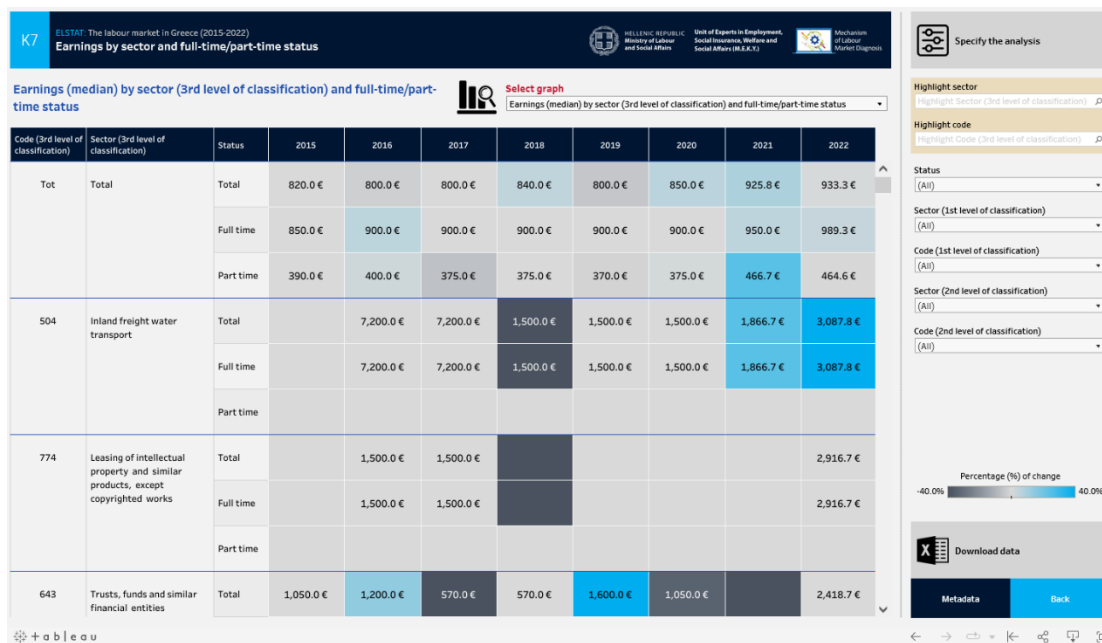 K7
ELSTAT: The labour market in Greece (2015-2022)
Earnings by sector and full-time/part-time status
HELLENIC REPUBLIC
Ministry of Labour
and Social Affairs
Unit of Experts in Employment,
Social Insurance, Welfare and
Social Affairs (M.E.K.Y.)
Mechanism
of Labour
Market Diagnosis
Specify the analysis
Earnings (median) by sector (3rd level of classification) and full-time/part-
time status
Select graph
Earnings (median) by sector (3rd level of classification) and full-time/part-time status
Highlight sector
Highlight Sector (3rd level of classification)
Highlight code
Highlight Code (3rd level of classification)
Status
(All)
Sector (1st level of classification)
(All)
Code (1st level of classification)
(All)
Sector (2nd level of classification)
(All)
Code (2nd level of classification)
(All)
Code (3rd level of classification) Sector (3rd level of classification) Status 2015 2016 2017 2018 2019 2020 2021 2022
Tot Total Total 820.0 € 800.0 € 800.0 € 840.0 € 800.0 € 850.0 € 925.8 € 933.3 €
Full time 850.0 € 900.0 € 900.0 € 900.0 € 900.0 € 900.0 € 950.0 € 989.3 €
Part time 390.0 € 400.0 € 375.0 € 375.0 € 370.0 € 375.0 € 466.7 € 464.6 €
504 Inland freight water transport Total 7,200.0 € 7,200.0 € 1,500.0 € 1,500.0 € 1,500.0 € 1,866.7 € 3,087.8 €
Full time 7,200.0 € 7,200.0 € 1,500.0 € 1,500.0 € 1,500.0 € 1,866.7 € 3,087.8 €
Part time
774 Leasing of intellectual property and similar products, except copyrighted works Total 1,500.0 € 1,500.0 € 2,916.7 €
Full time 1,500.0 € 1,500.0 € 2,916.7 €
Part time
643 Trusts, funds and similar financial entities Total 1,050.0 € 1,200.0 € 570.0 € 570.0 € 1,600.0 € 1,050.0 € 2,418.7 €
Percentage (%) of change
-40.0% 40.0%
Download data
Metadata
Back
+ a b l e a u